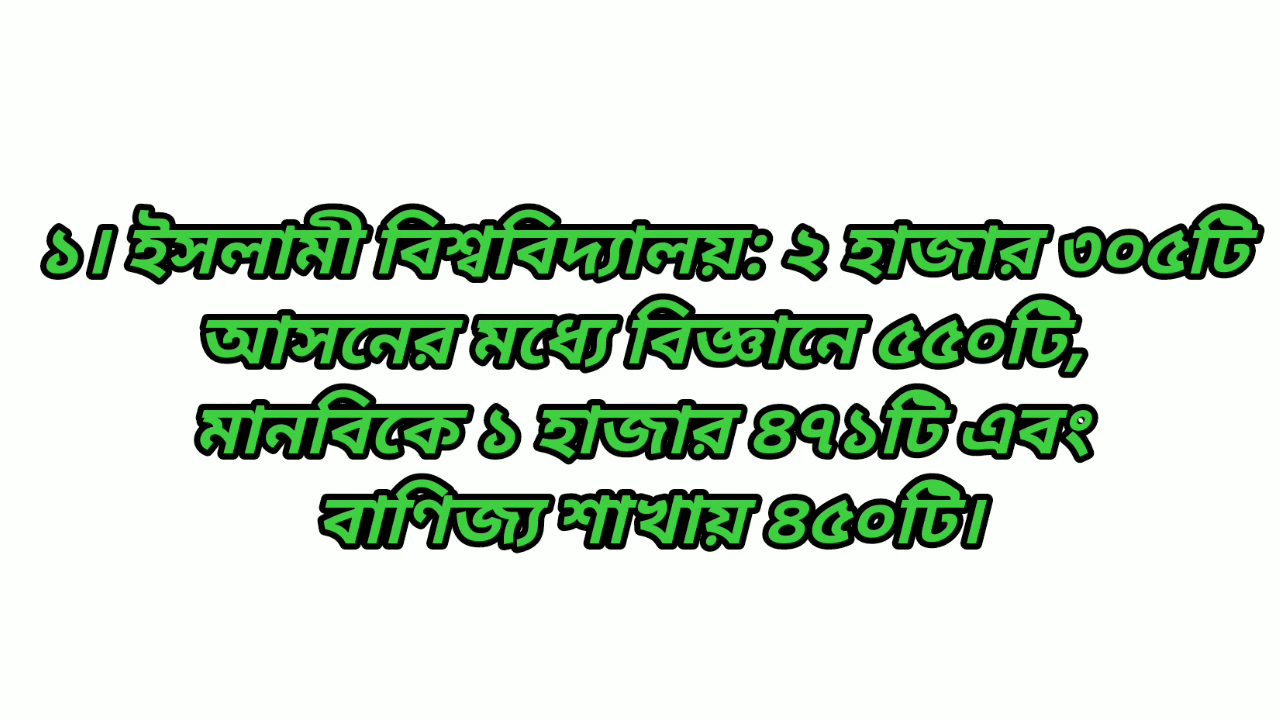 ১। ইসলামী বিশ্ববিদ্যালয়: ২ হাজার ৩০৫টি
আসনের মধ্যে বিজ্ঞানে ৫৫০টি,
মানবিকে ১ হাজার ৪৭১টি এবং
বাণিজ্য শাখায় ৪৫০টি।